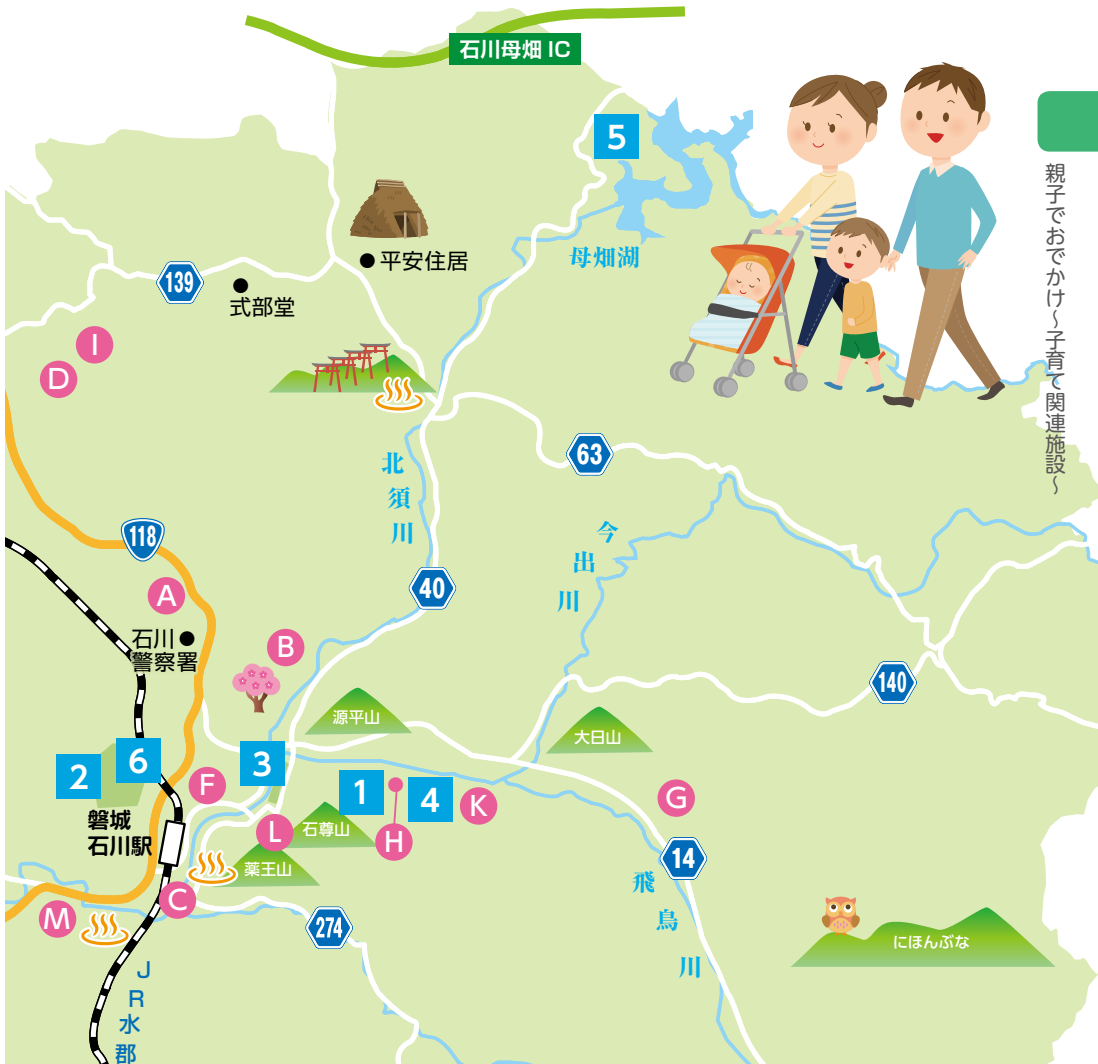 石川母畑 IC
5
親子でおでかけ～子育て関連施設～
平安住居
母畑湖
139
式部堂
I
D
63
北須川
今出川
118
40
A
石川
警察署
B
140
源平山
大日山
2
6
3
F
1
4
K
G
磐城
石川駅
L
石尊山
H
14
薬王山
飛鳥川
C
M
274
にほんぶな
JR水郡